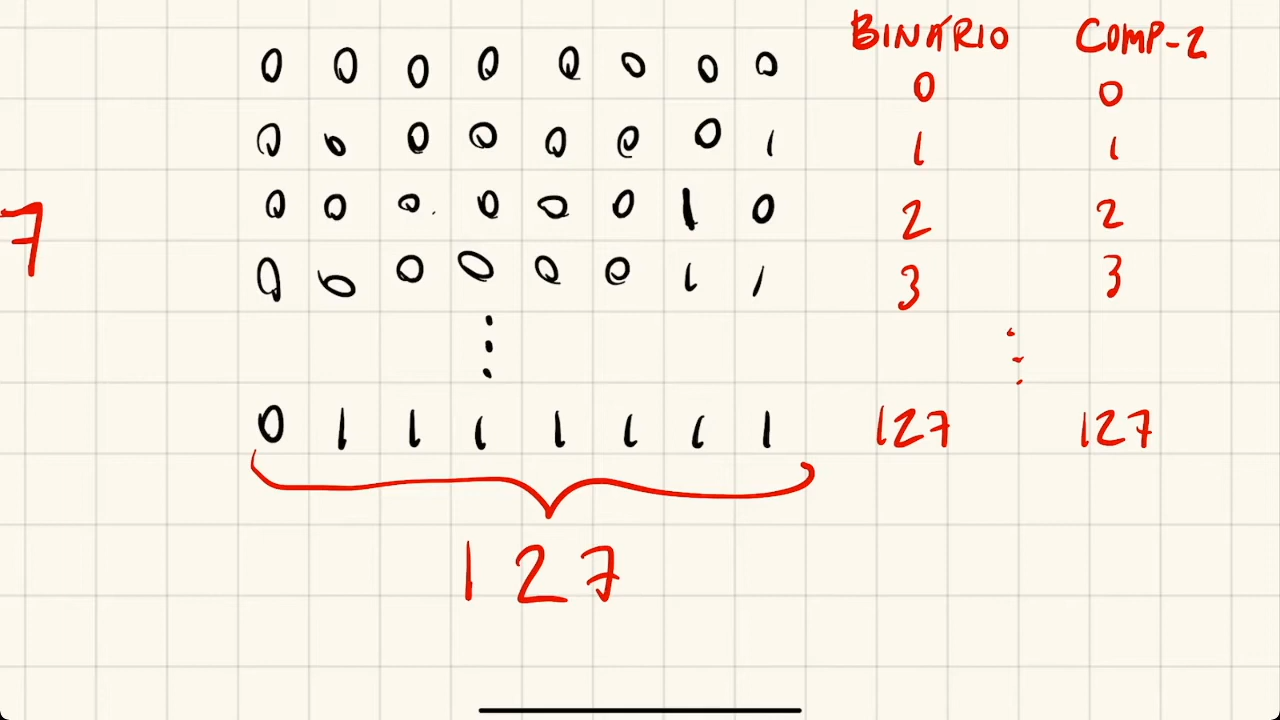 BINÁRIO COMP-2
0 0 0 0 0 0 0 0 0 0
0 0 0 0 0 0 0 1 1 1
0 0 0 0 0 0 1 0 2 2
7
0 0 0 0 0 0 1 1 3 3
0 1 1 1 1 1 1 1 127 127
127